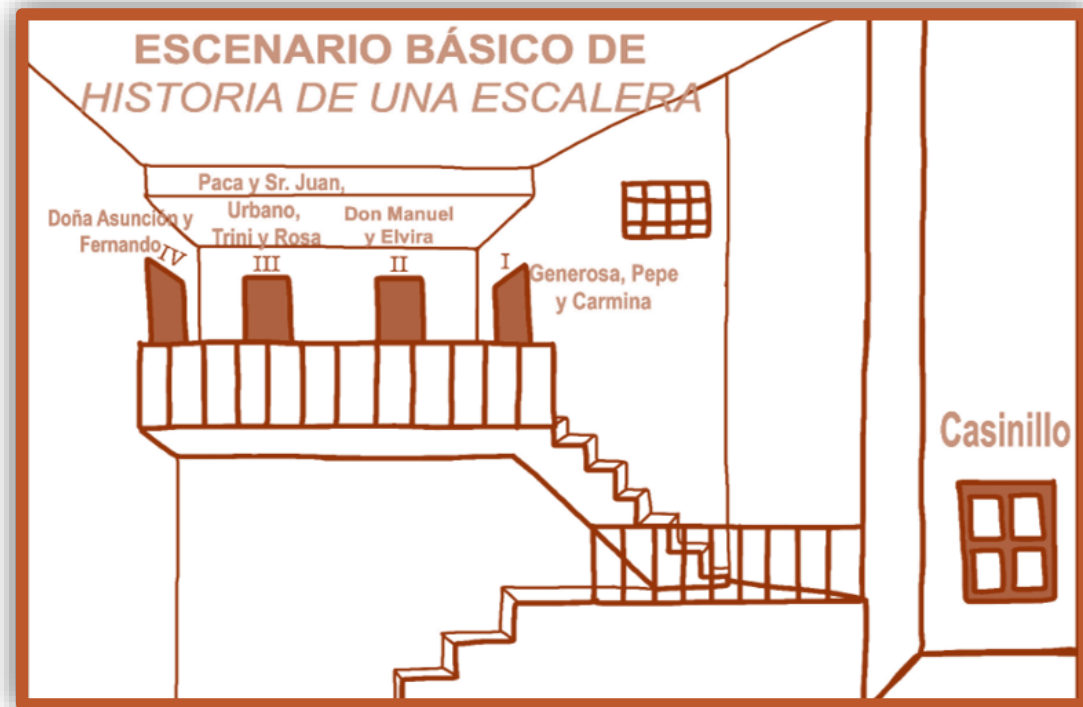 ESCENARIO BÁSICO DE
HISTORIA DE UNA ESCALERA
Doña Asunción y
Fernando
IV
Paca y Sr. Juan,
Urbano,
Trini y Rosa
III
Don Manuel
y Elvira
II
I
Generosa, Pepe
y Carmina
Casinillo